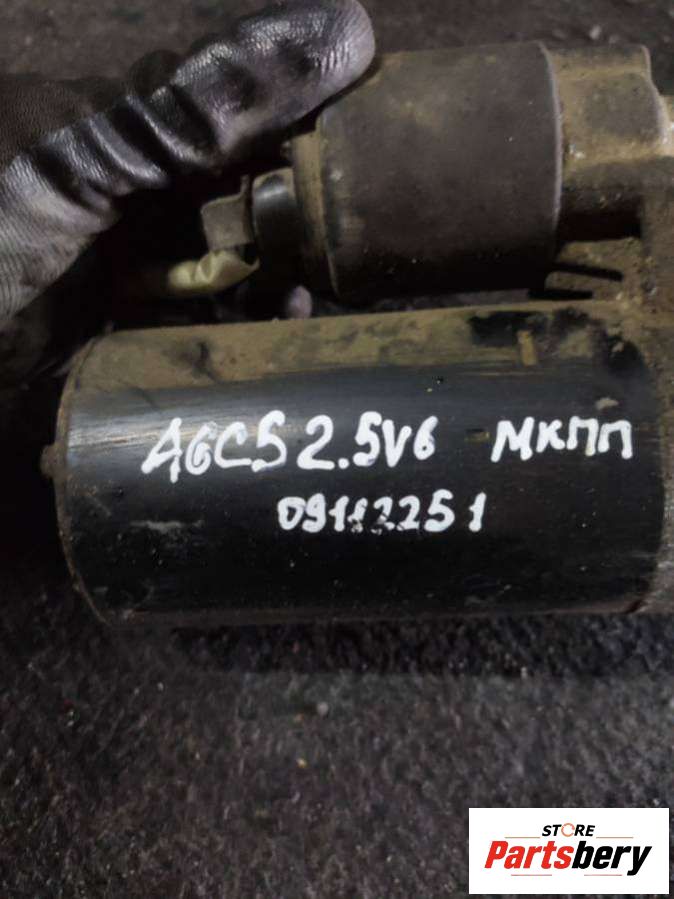 A6C5 2.5V6 МКПП
09112251
STORE
Partsbery